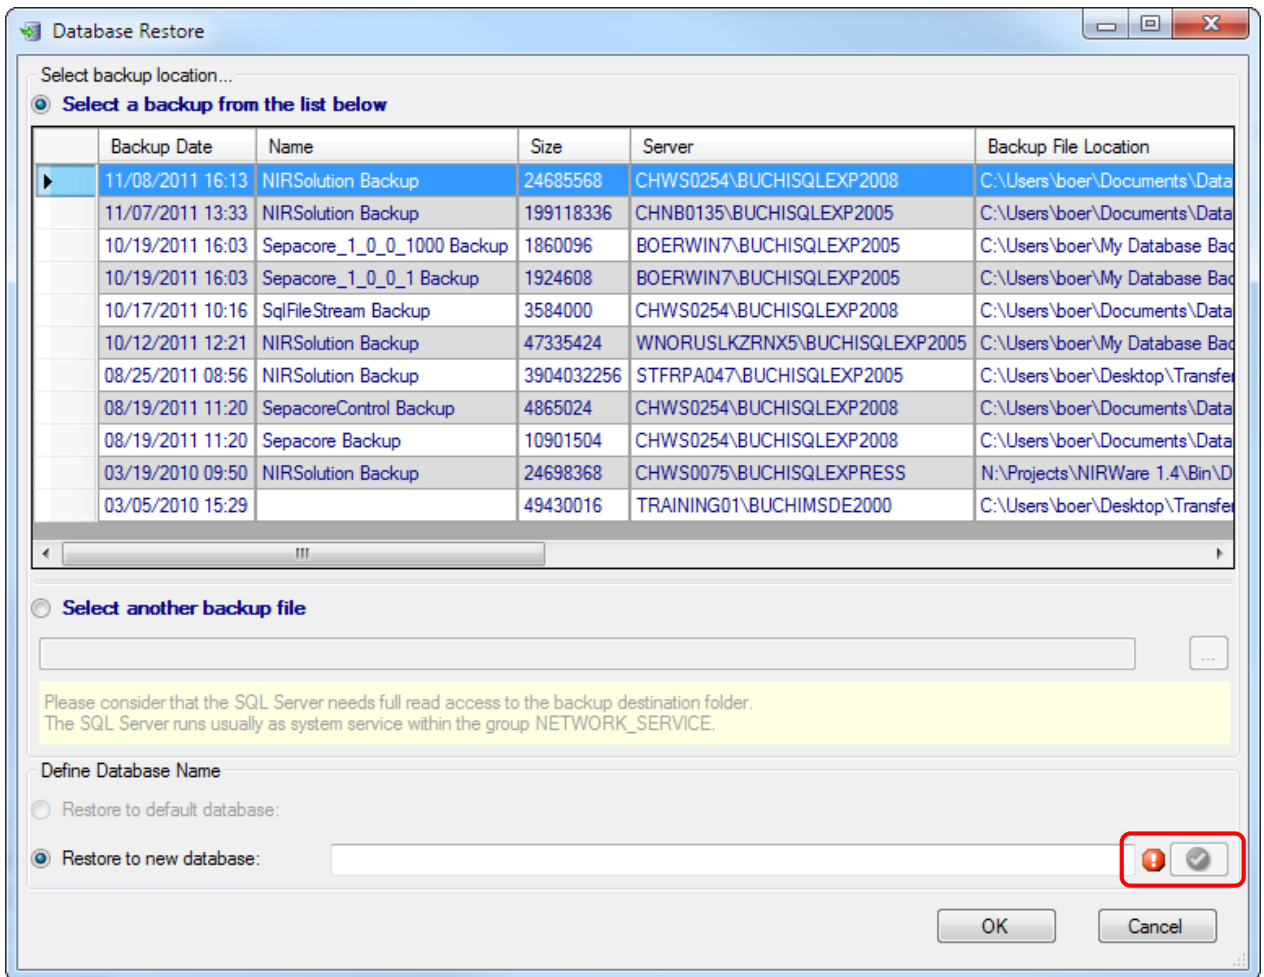 Database Restore
Select backup location...
Select a backup from the list below
Backup Date Name Size Server Backup File Location
11/08/2011 16:13 NIRSolution Backup 24685568 CHWS0254\BUCHISQLEXP2008 C:\Users\boer\Documents\Data
11/07/2011 13:33 NIRSolution Backup 199118336 CHNB0135\BUCHISQLEXP2005 C:\Users\boer\Documents\Data
10/19/2011 16:03 Sepacore_1_0_0_1000 Backup 1860096 BOERWIN7\BUCHISQLEXP2005 C:\Users\boer\My Database Bac
10/19/2011 16:03 Sepacore_1_0_0_1 Backup 1924608 BOERWIN7\BUCHISQLEXP2005 C:\Users\boer\My Database Bac
10/17/2011 10:16 SqlFileStream Backup 3584000 CHWS0254\BUCHISQLEXP2008 C:\Users\boer\Documents\Data
10/12/2011 12:21 NIRSolution Backup 47335424 WNORUSLKZRNX5\BUCHISQLEXP2005 C:\Users\boer\My Database Bac
08/25/2011 08:56 NIRSolution Backup 3904032256 STFRPA047\BUCHISQLEXP2005 C:\Users\boer\Desktop\Transfer
08/19/2011 11:20 SepacoreControl Backup 4865024 CHWS0254\BUCHISQLEXP2008 C:\Users\boer\Documents\Data
08/19/2011 11:20 Sepacore Backup 10901504 CHWS0254\BUCHISQLEXP2008 C:\Users\boer\Documents\Data
03/19/2010 09:50 NIRSolution Backup 24698368 CHWS0075\BUCHISQLEXPRESS N:\Projects\NIRWare 1.4\Bin\D
03/05/2010 15:29 49430016 TRAINING01\BUCHIMSDE2000 C:\Users\boer\Desktop\Transfer
Select another backup file
...
Please consider that the SQL Server needs full read access to the backup destination folder.
The SQL Server runs usually as system service within the group NETWORK_SERVICE.
Define Database Name
Restore to default database:
Restore to new database:
OK Cancel